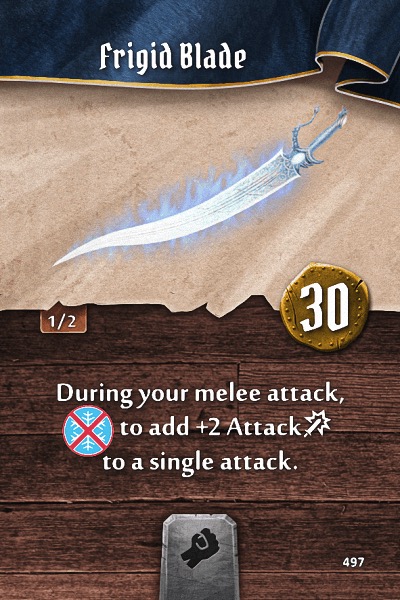 Frigid Blade
30
1/2
During your melee attack,
to add +2 Attack
to a single attack.
497